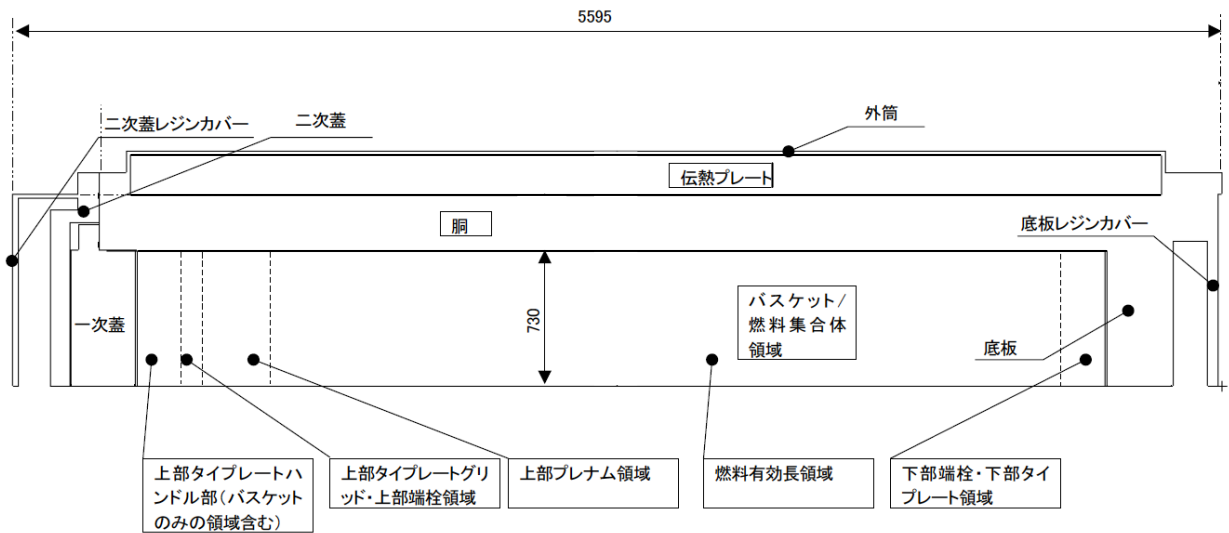 5595
二次蓋レジンカバー
二次蓋
外筒
伝熱プレート
胴
底板レジンカバー
一次蓋
730
バスケット/
燃料集合体
領域
底板
上部タイプレートハ
ンドル部(バスケット
のみの領域含む)
上部タイプレートグリ
ッド・上部端栓領域
上部プレナム領域
燃料有効長領域
下部端栓・下部タイ
プレート領域